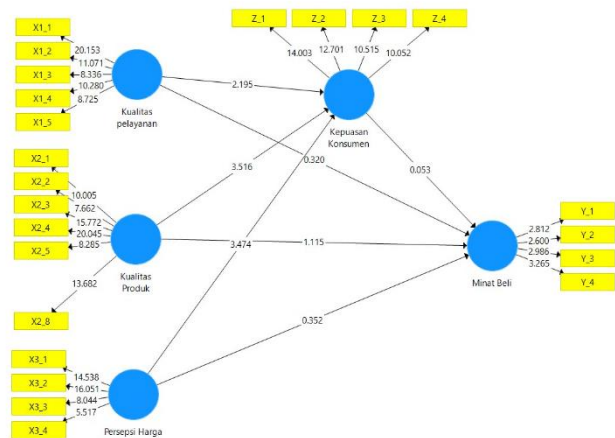 X1_1
X1_2
X1_3
X1_4
X1_5
20.153
11.071
8.336
10.280
8.725
Kualitas
pelayanan
Z_1
Z_2
Z_3
Z_4
14.003
12.701
10.515
10.052
Kepuasan
Konsumen
2.195
0.320
3.516
0.053
X2_1
X2_2
X2_3
X2_4
X2_5
10.005
7.662
15.772
20.045
8.285
13.682
X2_8
Kualitas
Produk
3.474
1.115
0.352
Y_1
Y_2
Y_3
Y_4
2.812
2.600
2.986
3.265
Minat Beli
X3_1
X3_2
X3_3
X3_4
14.538
16.051
8.044
5.517
Persepsi Harga